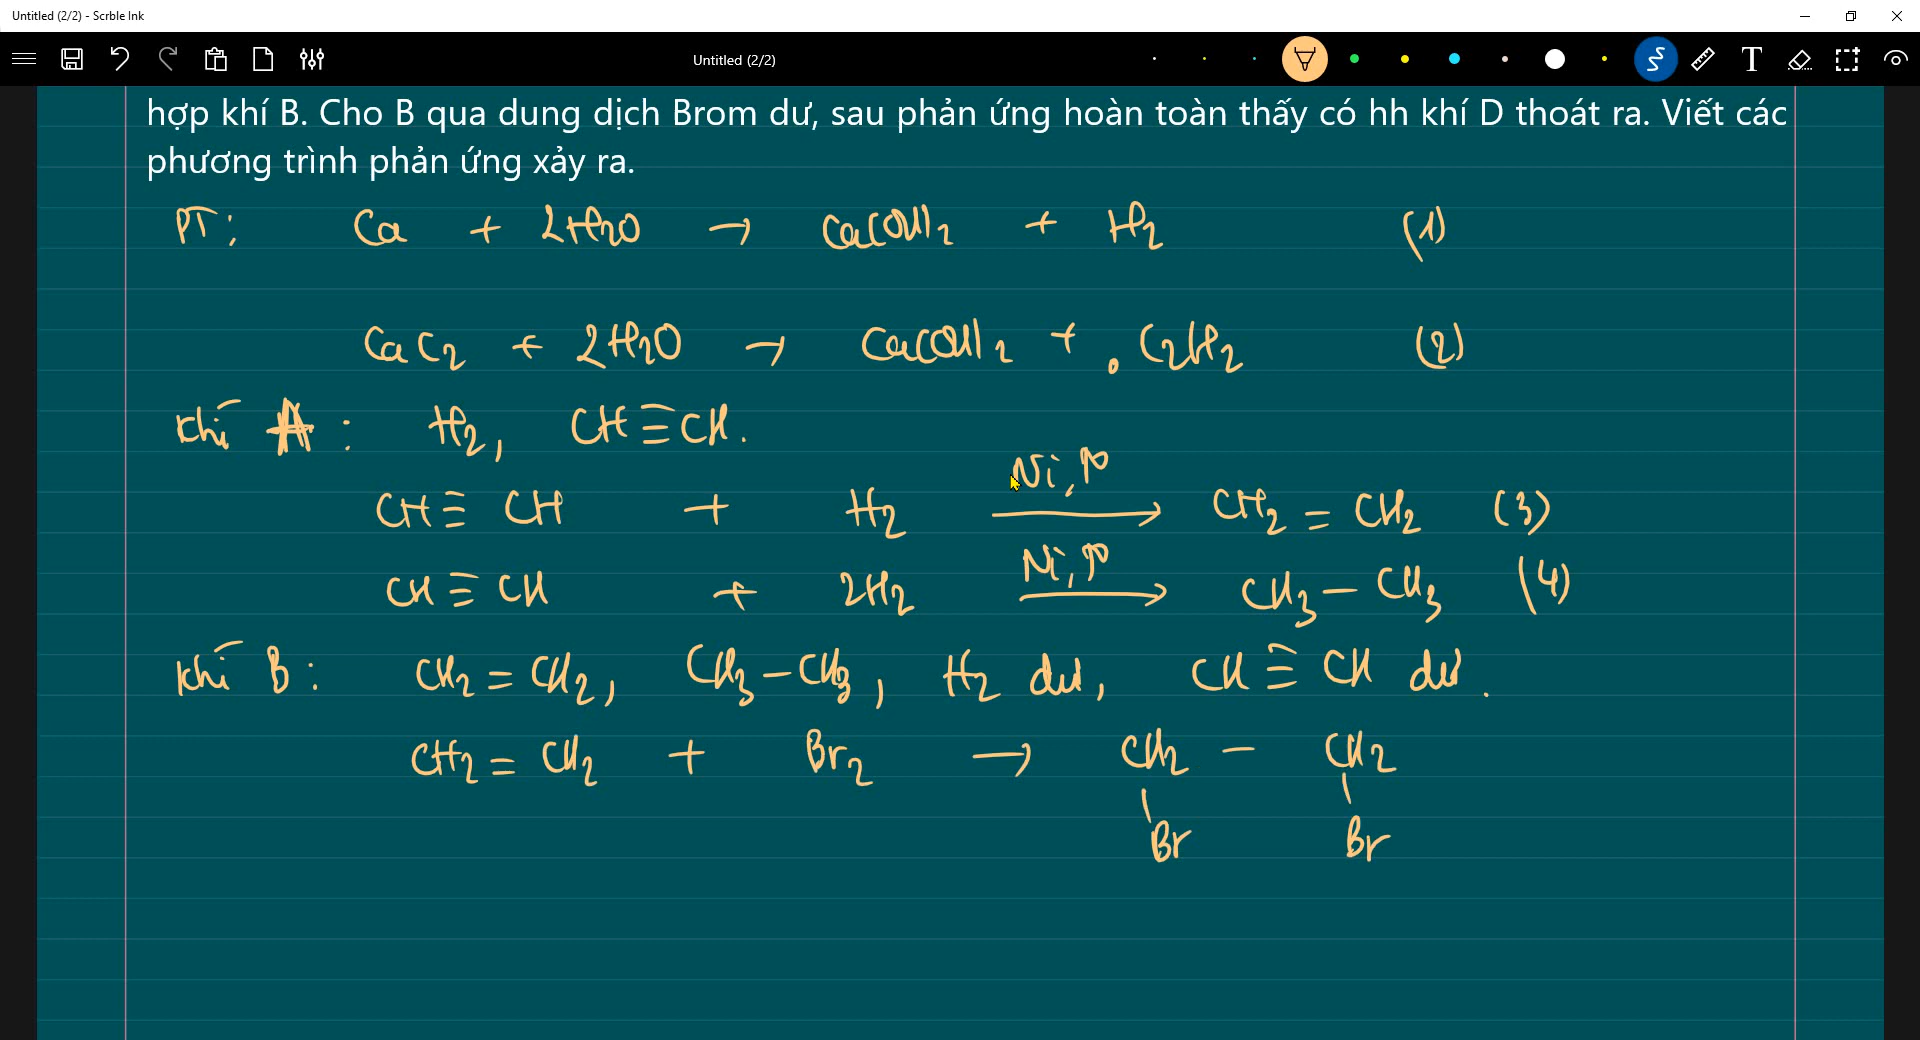 Untitled (2/2) - Scrble Ink
Untitled (2/2)
hợp khí B. Cho B qua dung dịch Brom dư, sau phản ứng hoàn toàn thấy có hh khí D thoát ra. Viết các
phương trình phản ứng xảy ra.
PT: Ca + 2H2O → Ca(OH)2 + H2 (1)
CaC2 + 2H2O → Ca(OH)2 + C2H2 (2)
khí A : H2, CH≡CH.
CH≡CH + H2 Ni, t° → CH2=CH2 (3)
CH≡CH + 2H2 Ni, t° → CH3–CH3 (4)
khí B : CH2=CH2, CH3–CH3, H2 dư, CH≡CH dư.
CH2=CH2 + Br2 → CH2 – CH2
Br Br